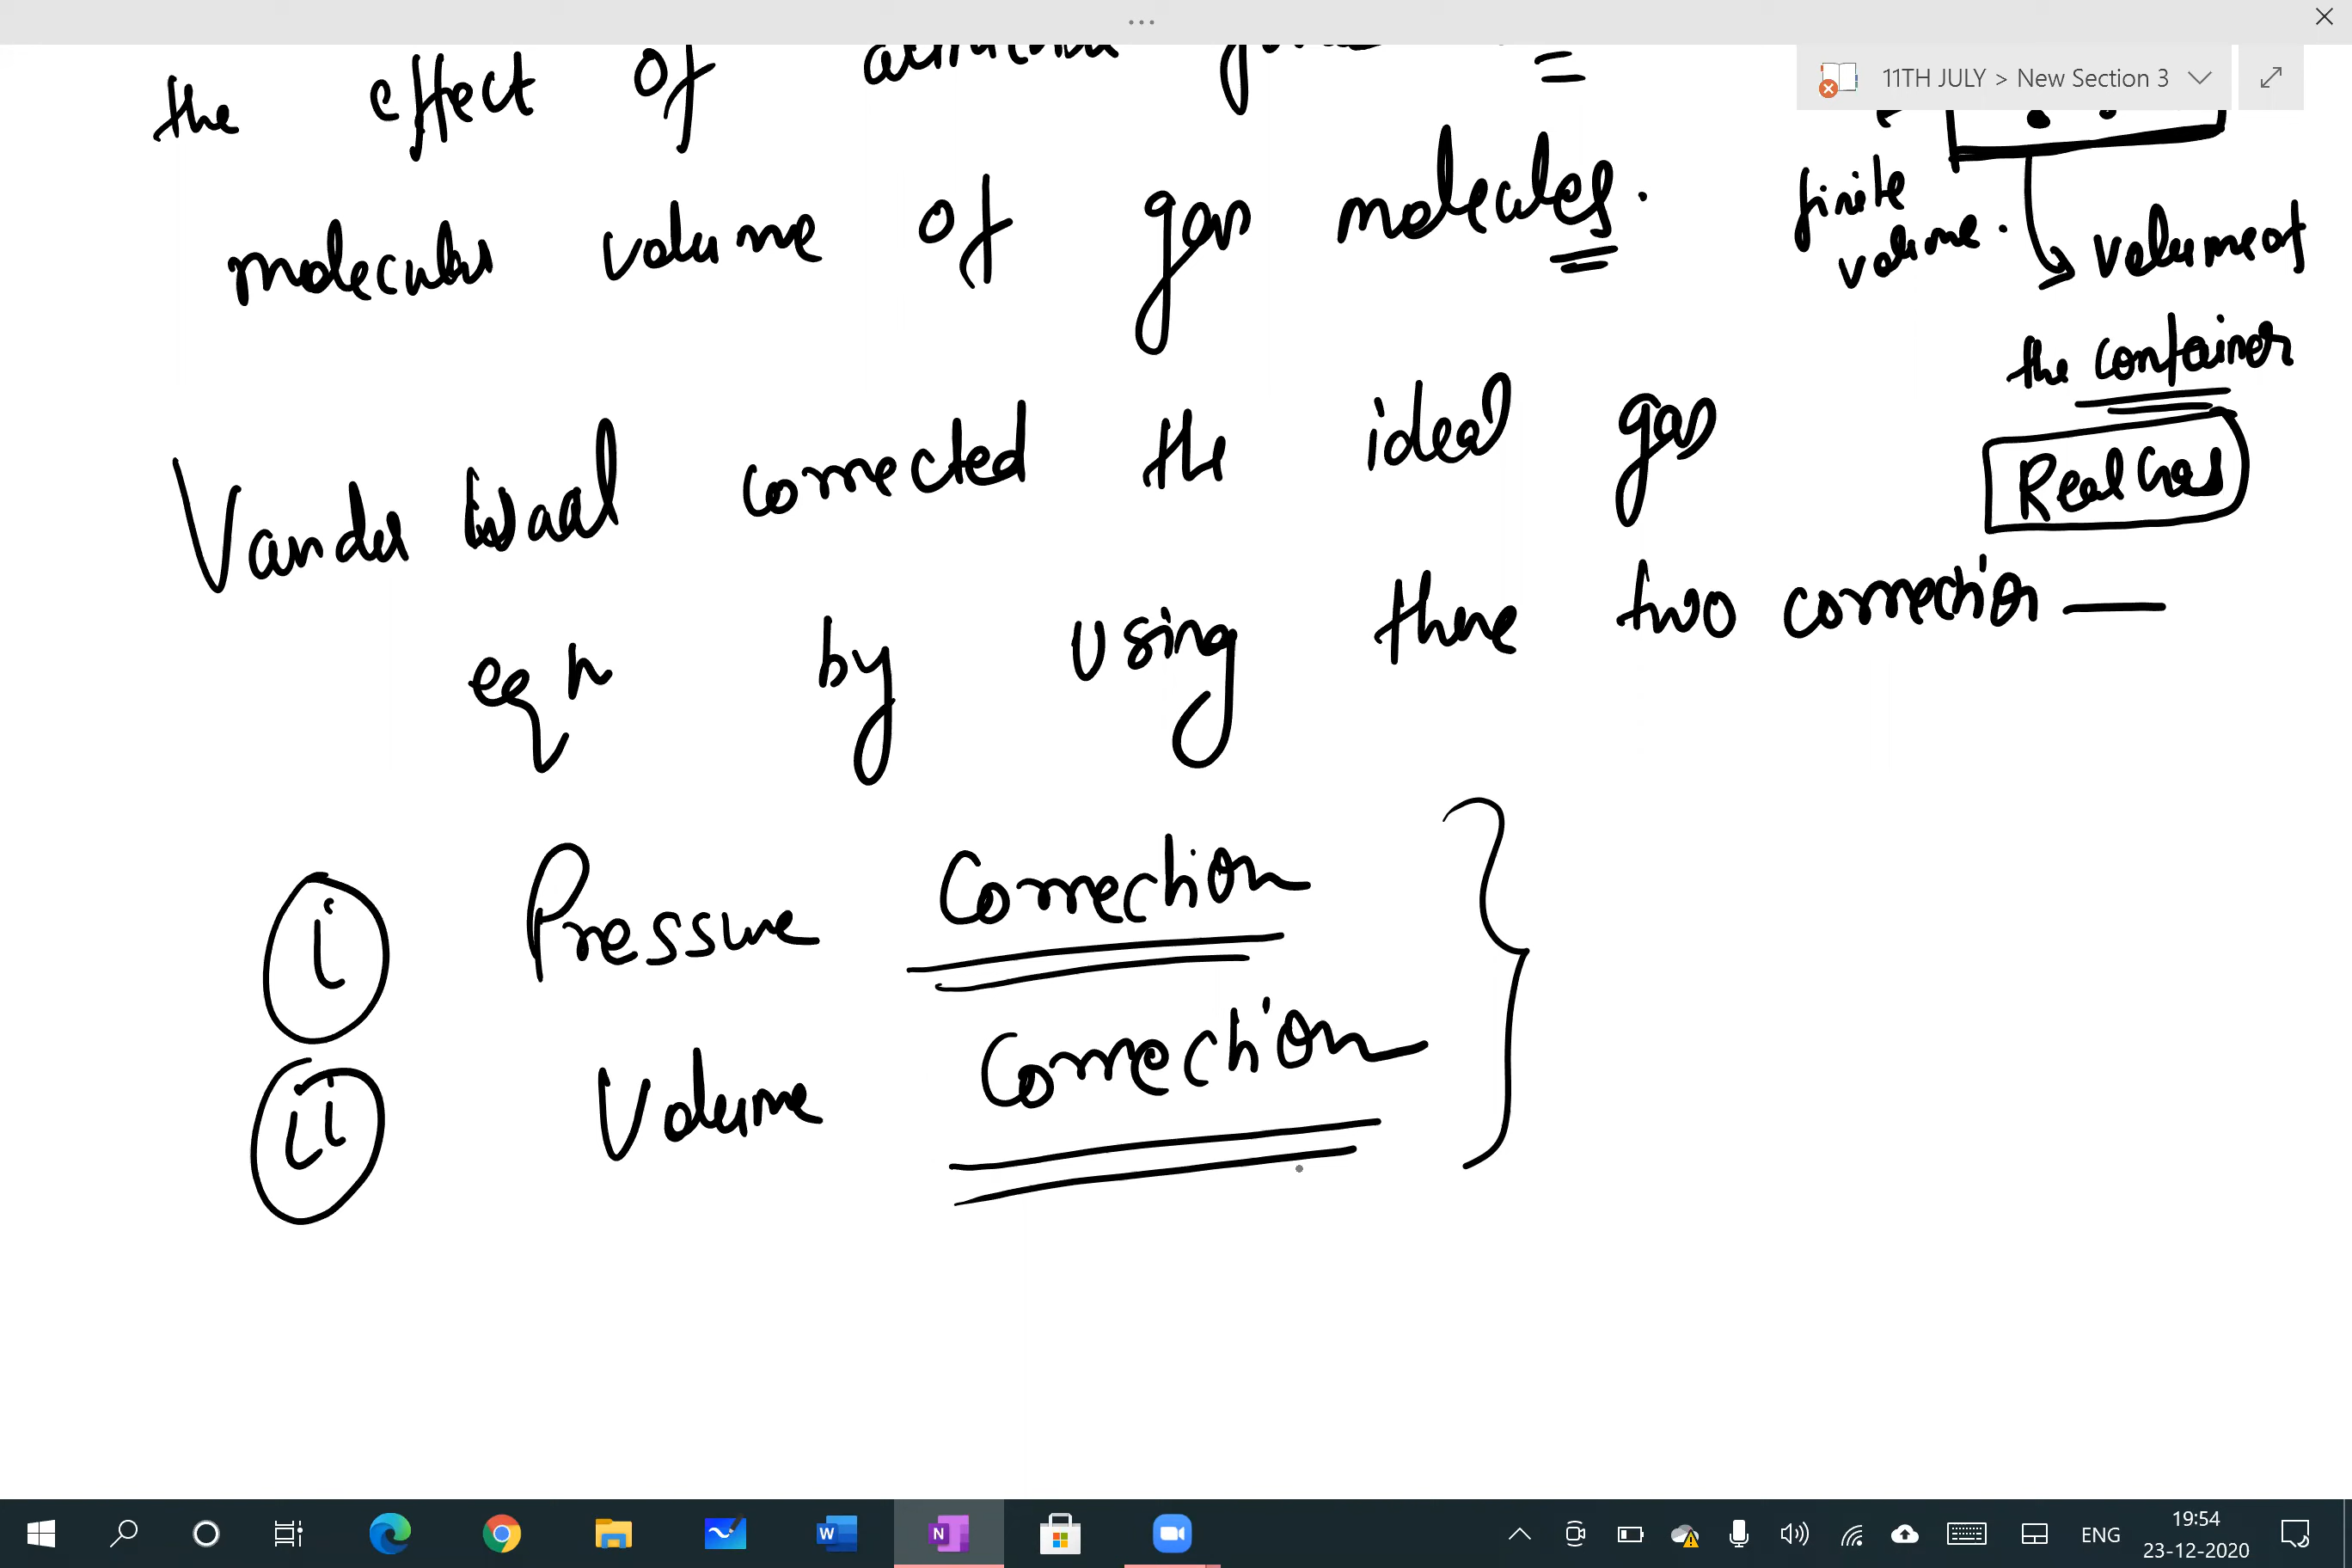 11TH JULY > New Section 3
the effect of
molecular volume of gas molecules.
finite
volume.
Volume of
the container
Real Gas
Vander Waal corrected the ideal gas
eqn by using these two correction —
i Pressure Correction
ii Volume Correction
ENG
19:54
23-12-2020